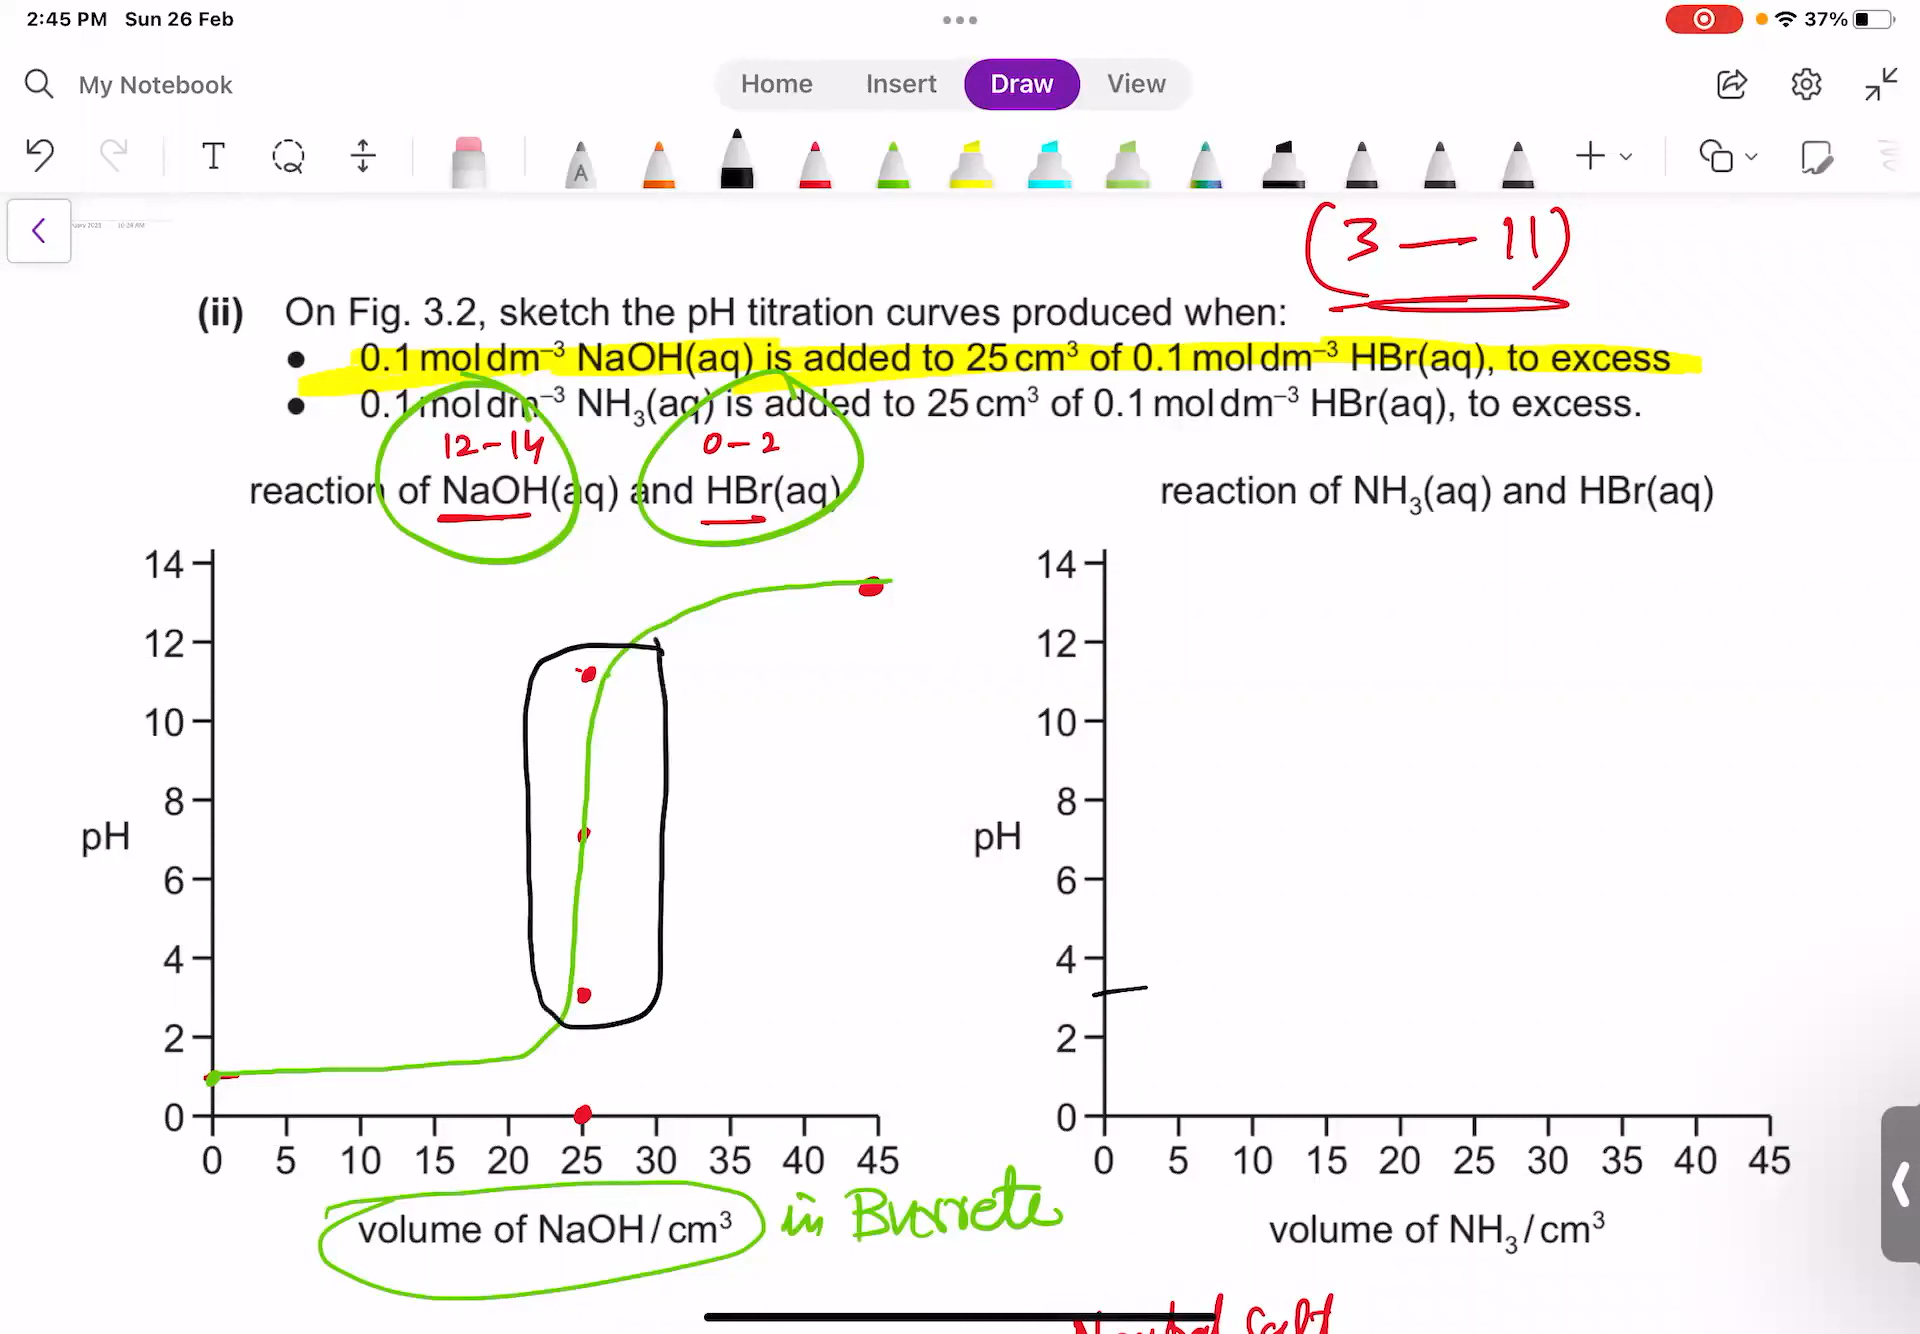 2:45 PM Sun 26 Feb
37%
My Notebook
Home Insert Draw View
T
A
10:24 AM
(3 — 11)
(ii) On Fig. 3.2, sketch the pH titration curves produced when:
• 0.1 mol dm⁻³ NaOH(aq) is added to 25 cm³ of 0.1 mol dm⁻³ HBr(aq), to excess
• 0.1 mol dm⁻³ NH₃(aq) is added to 25 cm³ of 0.1 mol dm⁻³ HBr(aq), to excess.
12-14 0-2
reaction of NaOH(aq) and HBr(aq)
14
12
10
8
pH
6
4
2
0
0 5 10 15 20 25 30 35 40 45
volume of NaOH / cm³
in Burrete
reaction of NH₃(aq) and HBr(aq)
14
12
10
8
pH
6
4
2
0
0 5 10 15 20 25 30 35 40 45
volume of NH₃ / cm³